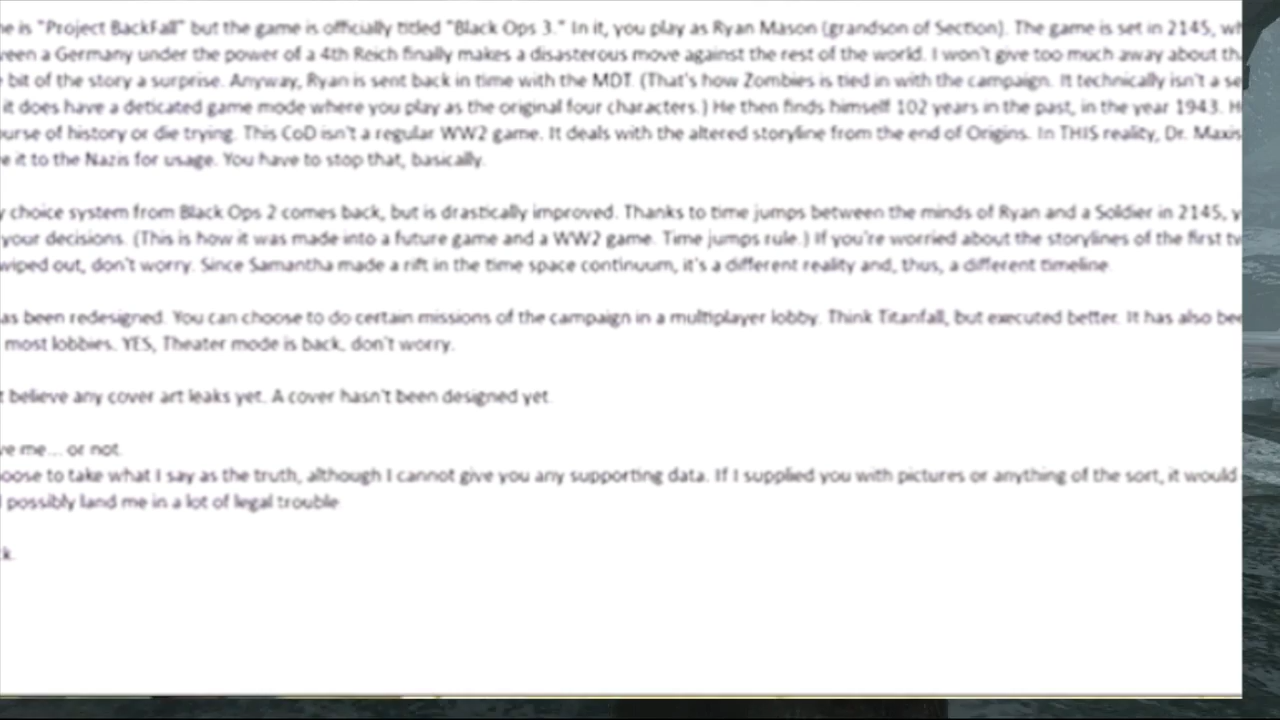 is "Project BackFall" but the game is officially titled "Black Ops 3." In it, you play as Ryan Mason (grandson of Section). The game is set in 2145,
a Germany under the power of a 4th Reich finally makes a disasterous move against the rest of the world. I won't give too much away about
bit of the story a surprise. Anyway, Ryan is sent back in time with the MDT. (That's how Zombies is tied in with the campaign. It technically isn't a
it does have a deticated game mode where you play as the original four characters.) He then finds himself 102 years in the past, in the year 1943.
of history or die trying. This CoD isn't a regular WW2 game. It deals with the altered storyline from the end of Origins. In THIS reality, Dr. Maxis
it to the Nazis for usage. You have to stop that, basically.
choice system from Black Ops 2 comes back, but is drastically improved. Thanks to time jumps between the minds of Ryan and a Soldier in 2145,
your decisions. (This is how it was made into a future game and a WW2 game. Time jumps rule.) If you're worried about the storylines of the first
wiped out, don't worry. Since Samantha made a rift in the time space continuum, it's a different reality and, thus, a different timeline.
as been redesigned. You can choose to do certain missions of the campaign in a multiplayer lobby. Think Titanfall, but executed better. It has also
most lobbies. YES, Theater mode is back, don't worry.
t believe any cover art leaks yet. A cover hasn't been designed yet.
ve me... or not.
oose to take what I say as the truth, although I cannot give you any supporting data. If I supplied you with pictures or anything of the sort, it would
possibly land me in a lot of legal trouble.
k.